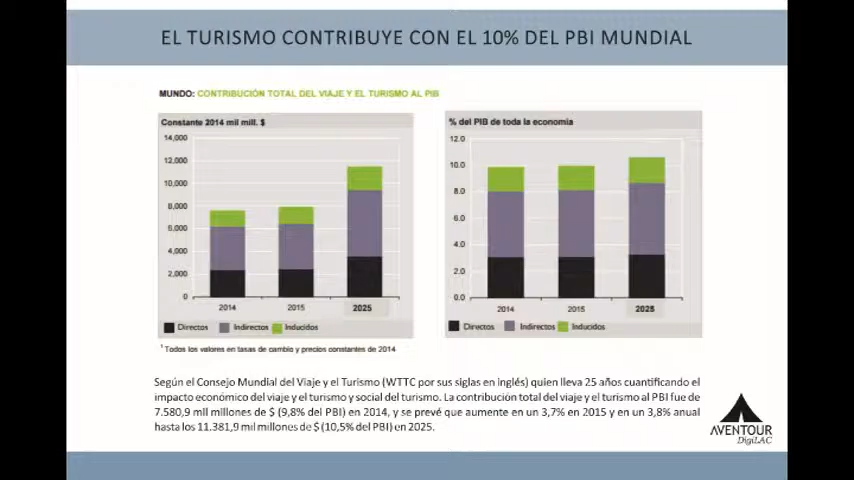 EL TURISMO CONTRIBUYE CON EL 10% DEL PBI MUNDIAL
MUNDO: CONTRIBUCIÓN TOTAL DEL VIAJE Y EL TURISMO AL PIB
Constante 2014 mil mill. $
14,000
12,000
10,000
8,000
6,000
4,000
2,000
0
2014 2015 2025
Directos Indirectos Inducidos
% del PIB de toda la economia
12.0
10.0
8.0
6.0
4.0
2.0
0.0
2014 2015 2025
Directos Indirectos Inducidos
1 Todos los valores en tasas de cambio y precios constantes de 2014
Según el Consejo Mundial del Viaje y el Turismo (WTTC por sus siglas en inglés) quien lleva 25 años cuantificando el
impacto económico del viaje y el turismo y social del turismo. La contribución total del viaje y el turismo al PBI fue de
7.580,9 mil millones de $ (9,8% del PBI) en 2014, y se prevé que aumente en un 3,7% en 2015 y en un 3,8% anual
hasta los 11.381,9 mil millones de $ (10,5% del PBI) en 2025.
AVENTOUR
DigiLAC